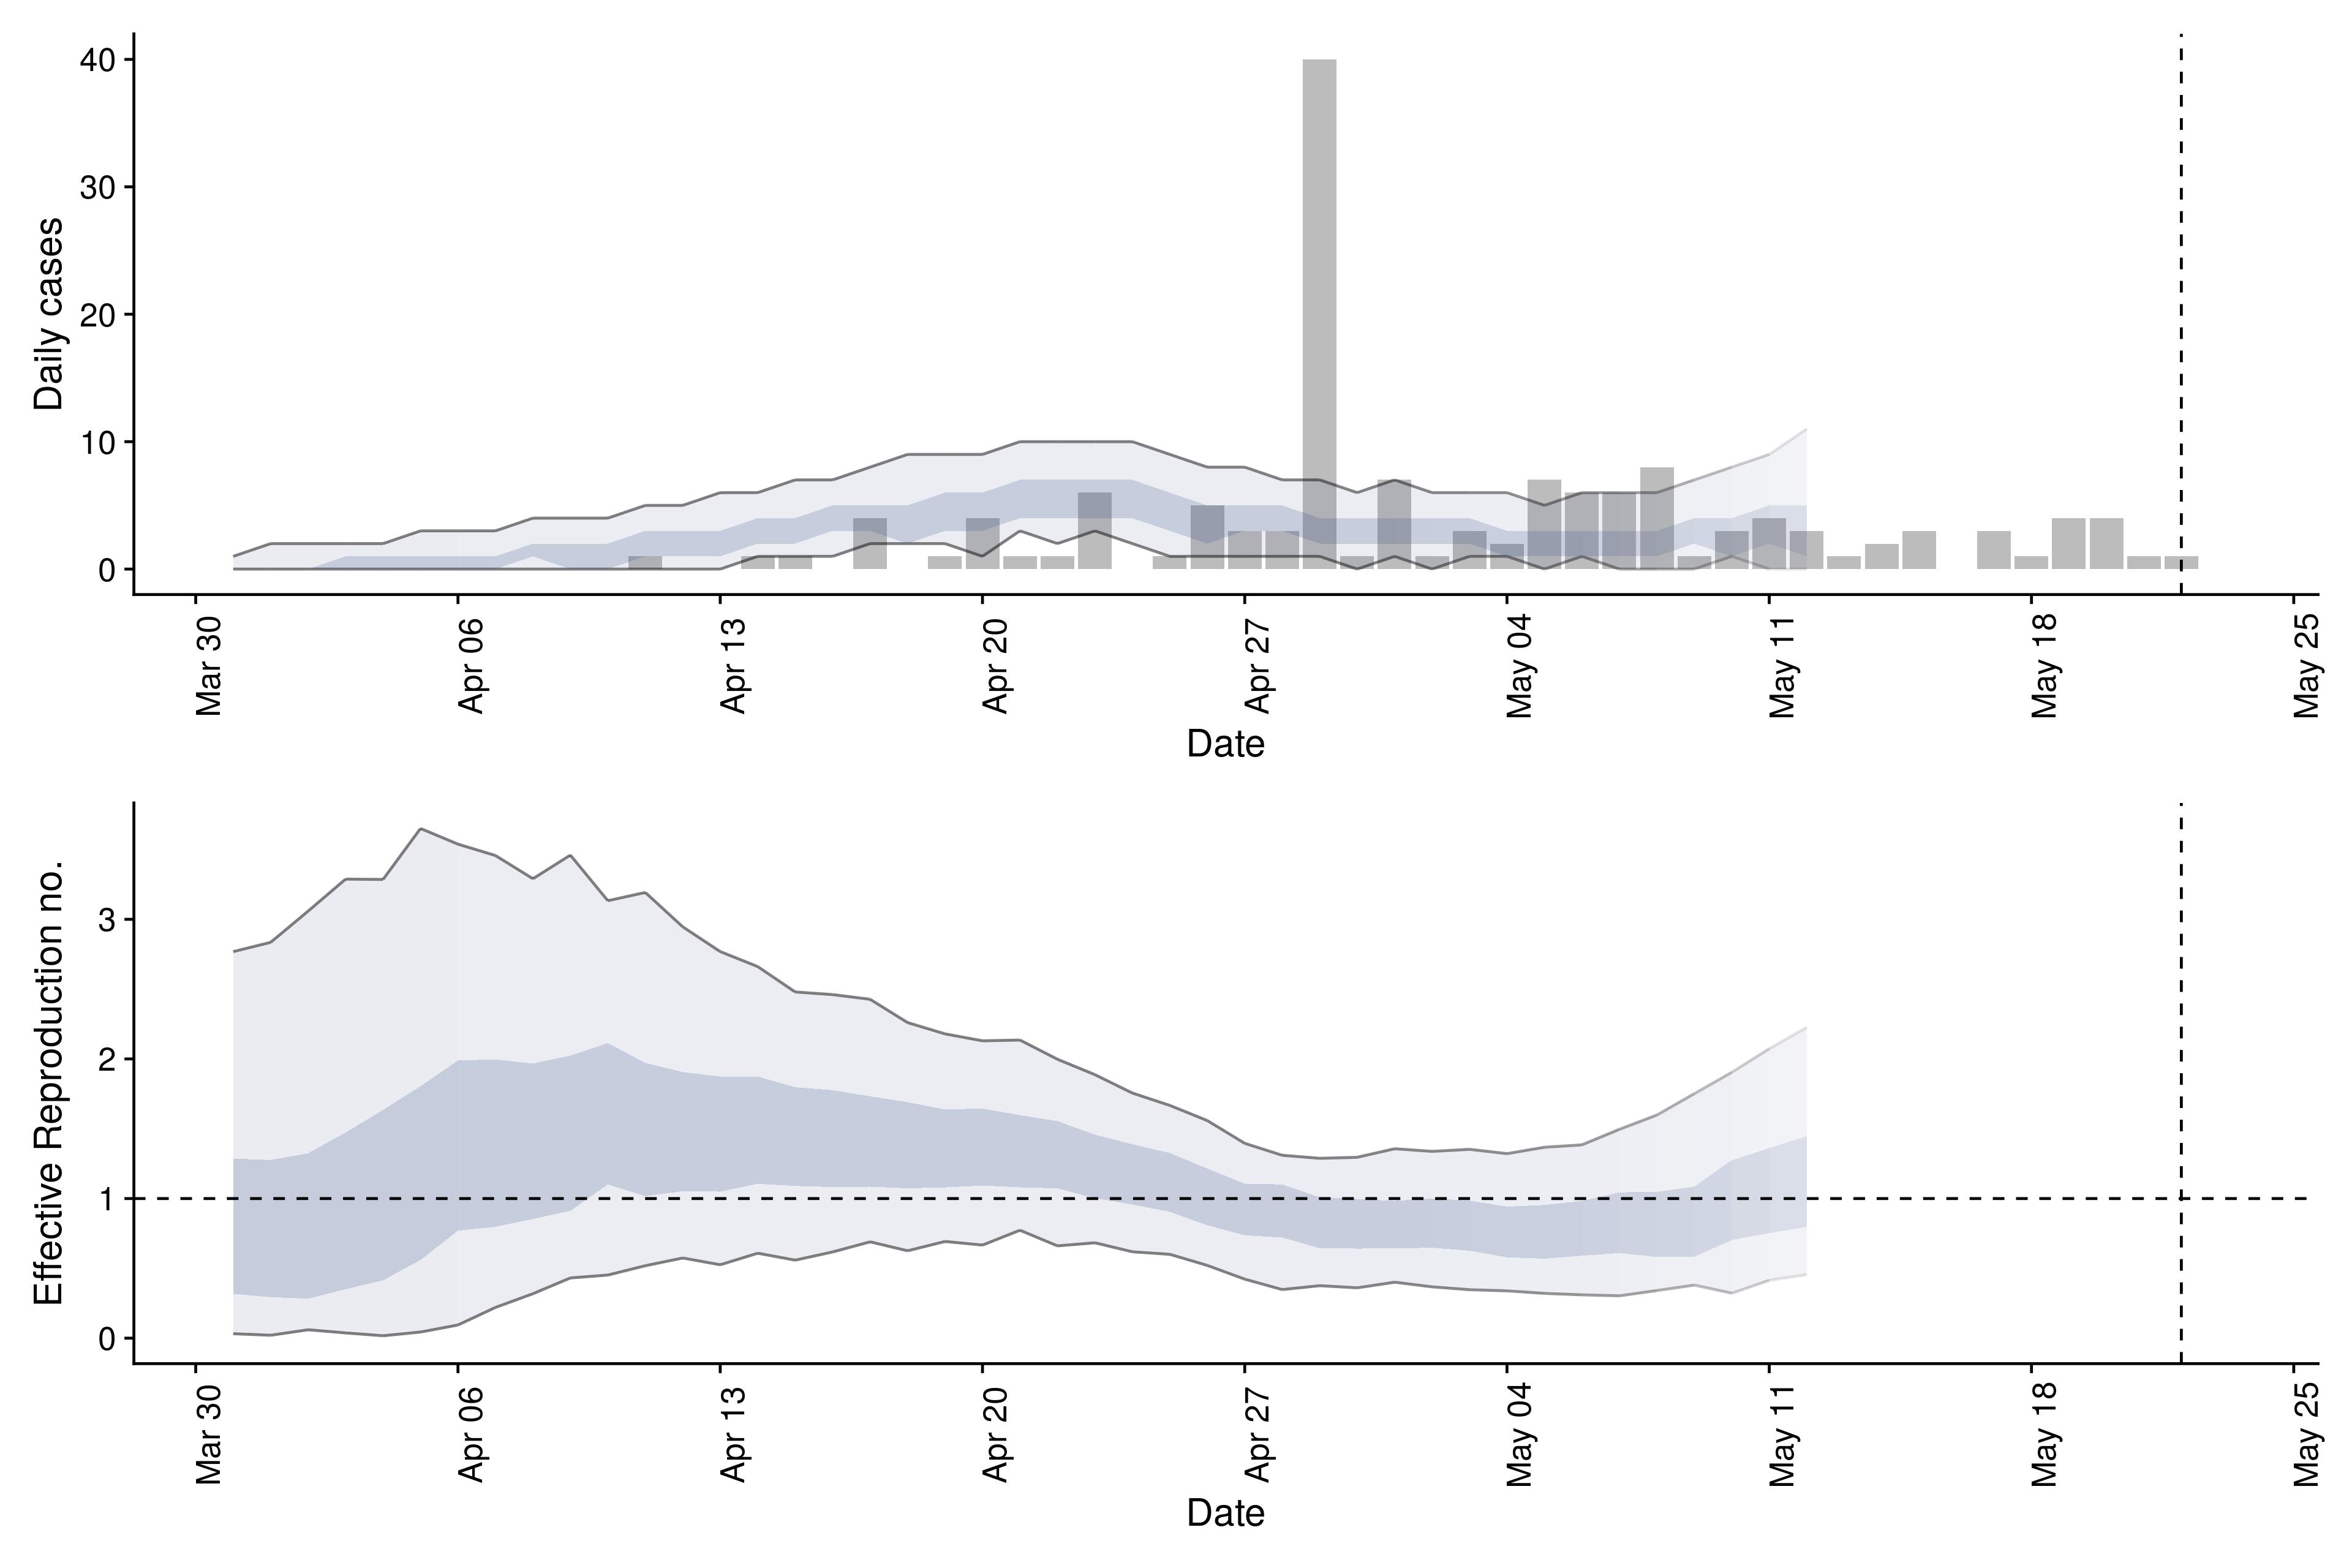 Daily cases
40
30
20
10
0
Mar 30
Apr 06
Apr 13
Apr 20
Apr 27
May 04
May 11
May 18
May 25
Date
Effective Reproduction no.
3
2
1
0
Mar 30
Apr 06
Apr 13
Apr 20
Apr 27
May 04
May 11
May 18
May 25
Date